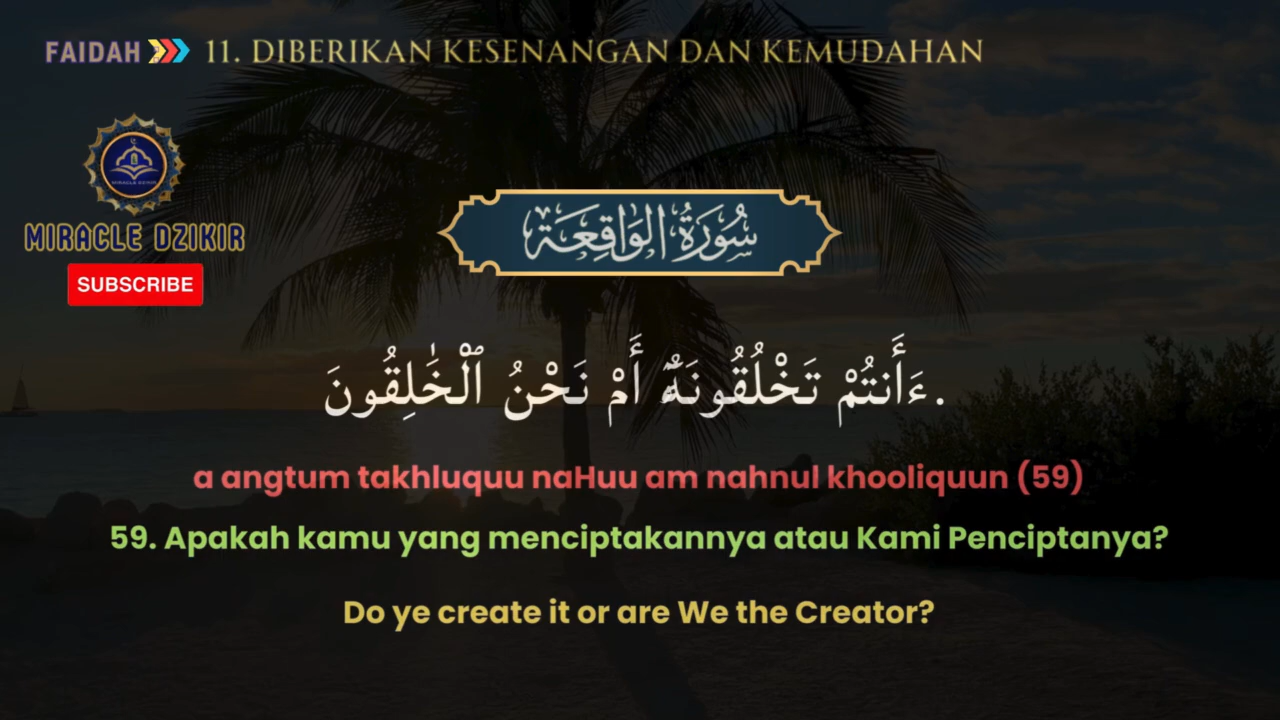 FAIDAH 11. DIBERIKAN KESENANGAN DAN KEMUDAHAN
MIRACLE DZIKIR
SUBSCRIBE
سُورَةُ الوَاقِعَة
ءَأَنتُمْ تَخْلُقُونَهُۥٓ أَمْ نَحْنُ ٱلْخَٰلِقُونَ.
a angtum takhluquu naHuu am nahnul khooliquun (59)
59. Apakah kamu yang menciptakannya atau Kami Penciptanya?
Do ye create it or are We the Creator?